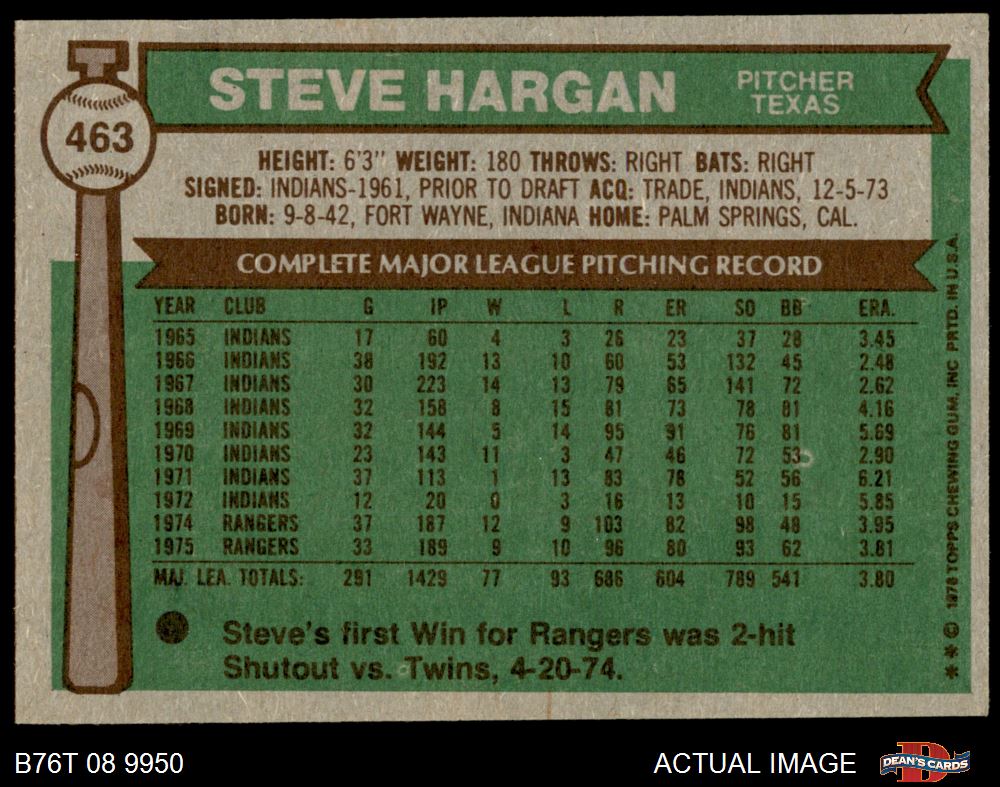 STEVE HARGAN
PITCHER
TEXAS
463
HEIGHT: 6'3" WEIGHT: 180 THROWS: RIGHT BATS: RIGHT
SIGNED: INDIANS-1961, PRIOR TO DRAFT ACQ: TRADE, INDIANS, 12-5-73
BORN: 9-8-42, FORT WAYNE, INDIANA HOME: PALM SPRINGS, CAL.
COMPLETE MAJOR LEAGUE PITCHING RECORD
YEAR CLUB G IP W L R ER SO BB ERA.
1965 INDIANS 17 60 4 3 26 23 37 28 3.45
1966 INDIANS 38 192 13 10 60 53 132 45 2.48
1967 INDIANS 30 223 14 13 79 65 141 72 2.62
1968 INDIANS 32 158 8 15 81 73 78 81 4.16
1969 INDIANS 32 144 5 14 95 91 76 81 5.69
1970 INDIANS 23 143 11 3 47 46 72 53 2.90
1971 INDIANS 37 113 1 13 83 78 52 56 6.21
1972 INDIANS 12 20 0 3 16 13 10 15 5.85
1974 RANGERS 37 187 12 9 103 82 98 48 3.95
1975 RANGERS 33 189 9 10 96 80 93 62 3.81
MAJ. LEA. TOTALS: 291 1429 77 93 686 604 789 541 3.80
Steve's first Win for Rangers was 2-hit
Shutout vs. Twins, 4-20-74.
** © 1976 TOPPS CHEWING GUM, INC PRTD. IN U.S.A.
B76T 08 9950
ACTUAL IMAGE
DEAN'S CARDS